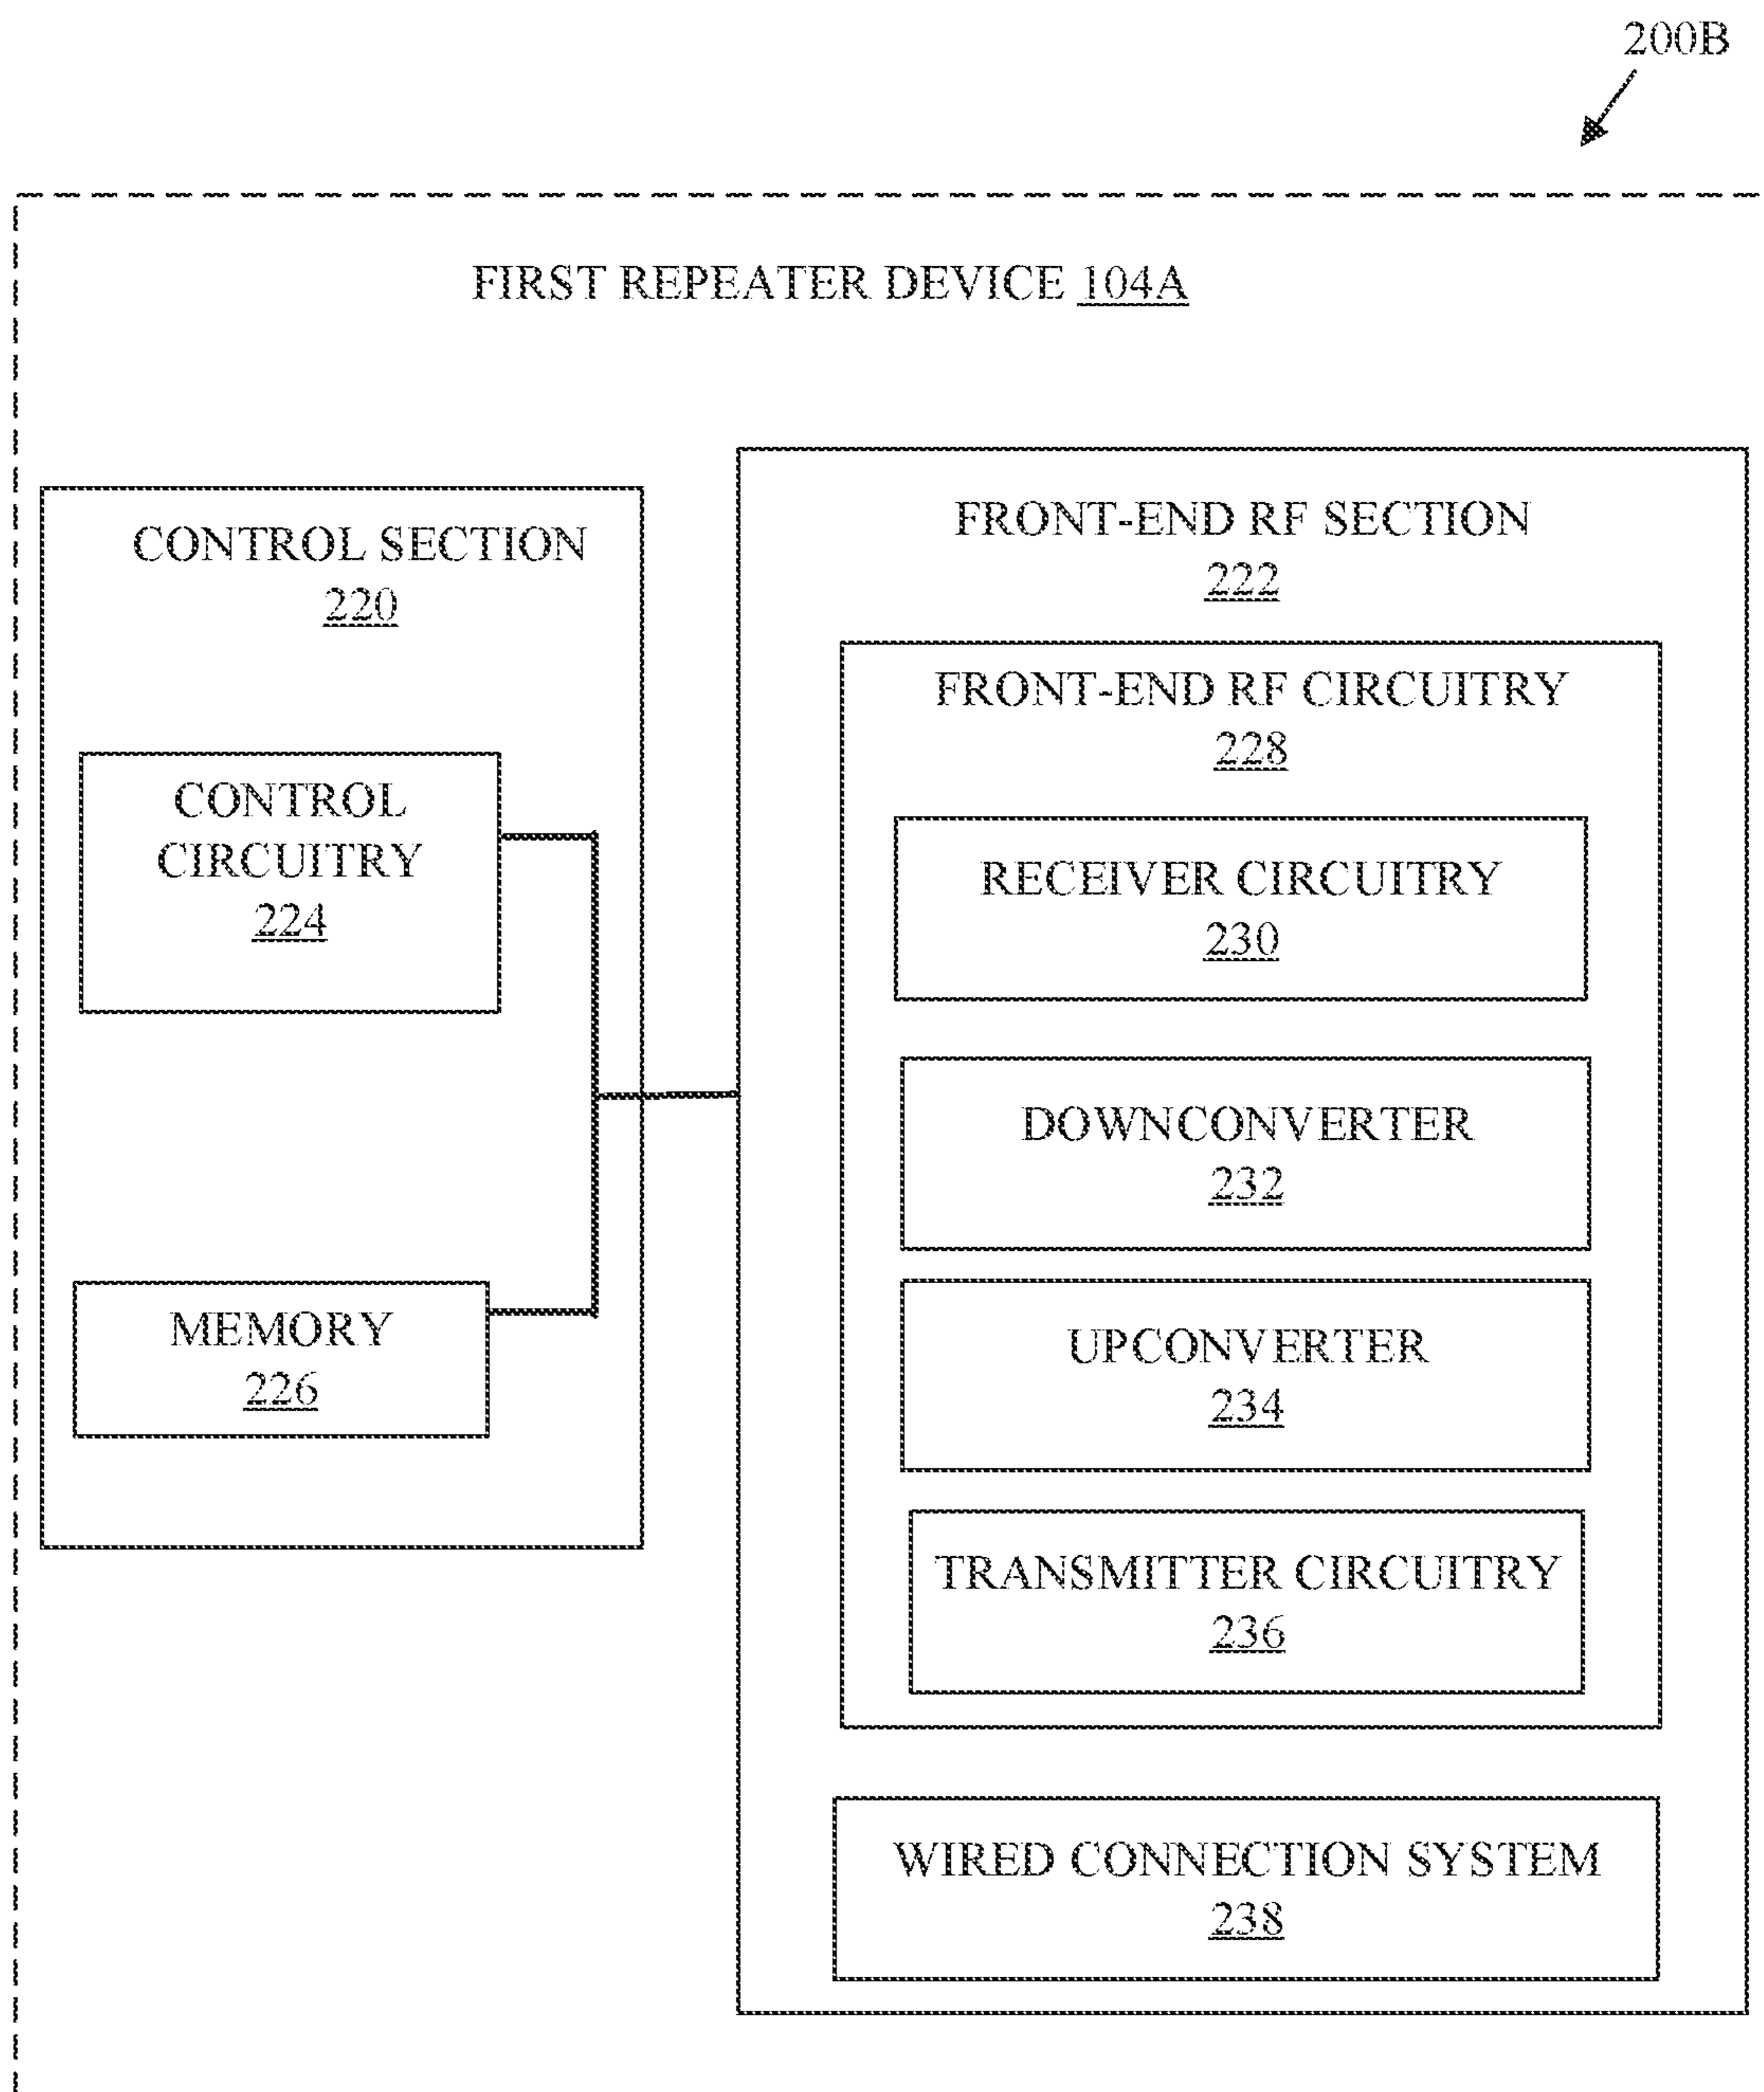 200B
FIRST REPEATER DEVICE 104A
CONTROL SECTION
220
CONTROL
CIRCUITRY
224
MEMORY
226
FRONT-END RF SECTION
222
FRONT-END RF CIRCUITRY
228
RECEIVER CIRCUITRY
230
DOWNCONVERTER
232
UPCONVERTER
234
TRANSMITTER CIRCUITRY
236
WIRED CONNECTION SYSTEM
238